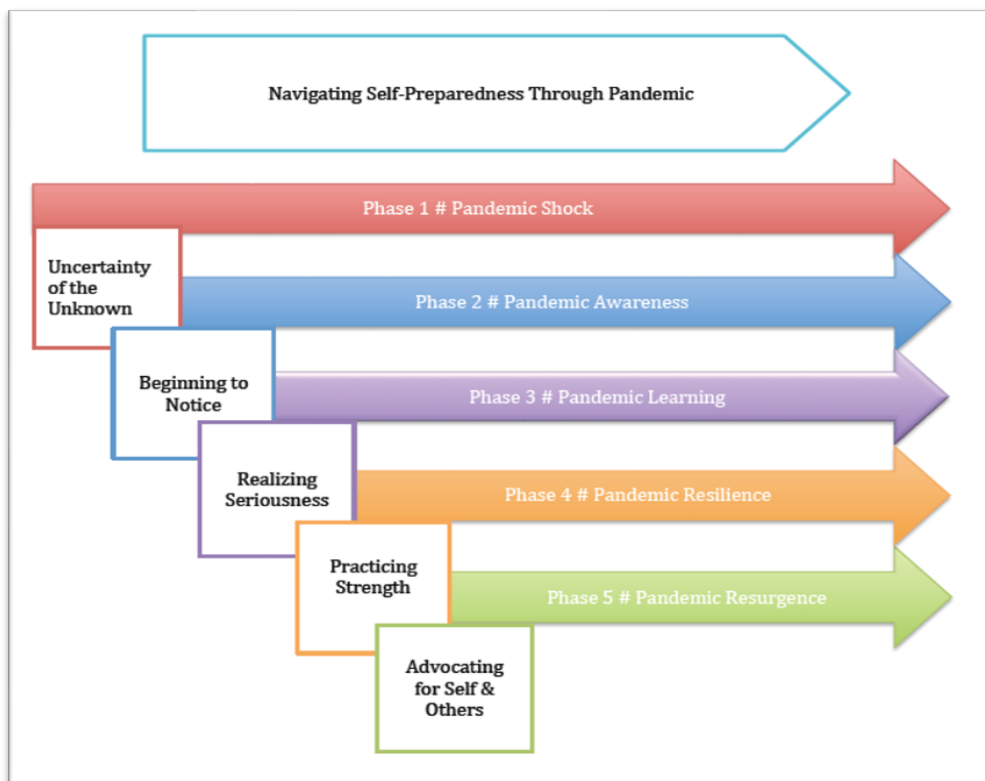 Navigating Self-Preparedness Through Pandemic
Phase 1 # Pandemic Shock
Uncertainty
of the
Unknown
Phase 2 # Pandemic Awareness
Beginning to
Notice
Phase 3 # Pandemic Learning
Realizing
Seriousness
Phase 4 # Pandemic Resilience
Practicing
Strength
Phase 5 # Pandemic Resurgence
Advocating
for Self &
Others